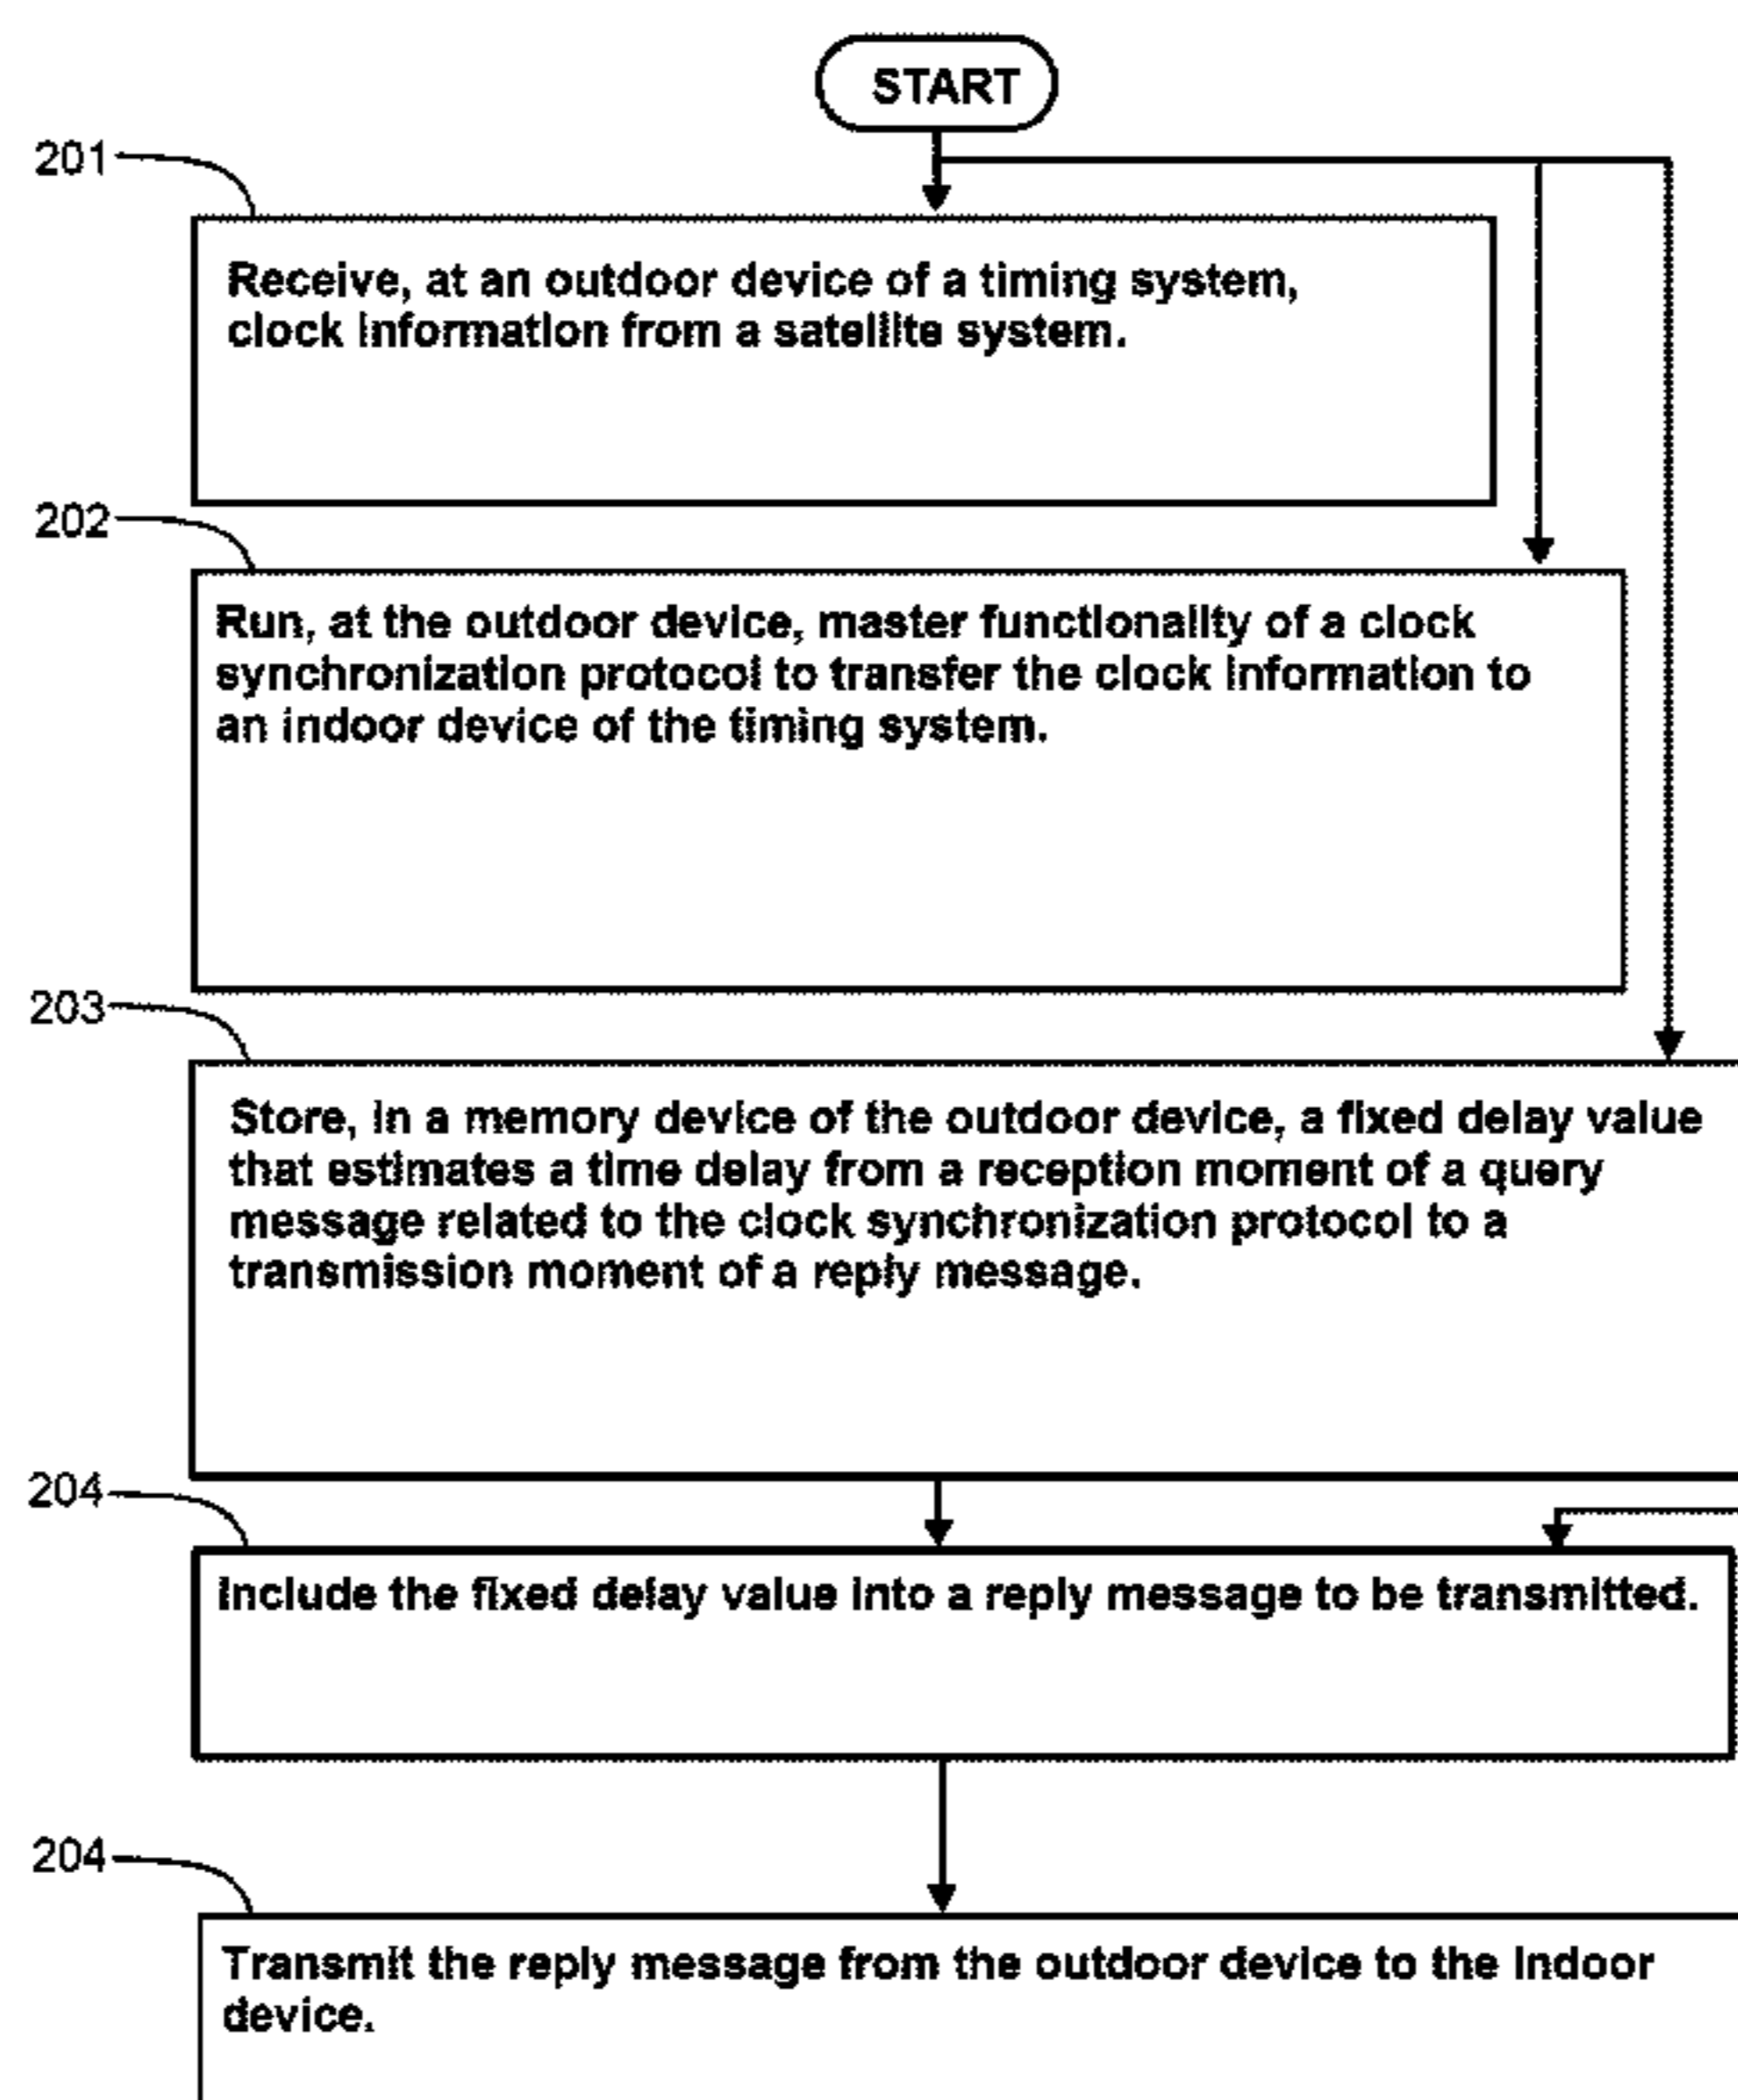 START
201
Receive, at an outdoor device of a timing system,
clock information from a satellite system.
202
Run, at the outdoor device, master functionality of a clock
synchronization protocol to transfer the clock information to
an indoor device of the timing system.
203
Store, in a memory device of the outdoor device, a fixed delay value
that estimates a time delay from a reception moment of a query
message related to the clock synchronization protocol to a
transmission moment of a reply message.
204
Include the fixed delay value into a reply message to be transmitted.
204
Transmit the reply message from the outdoor device to the indoor
device.